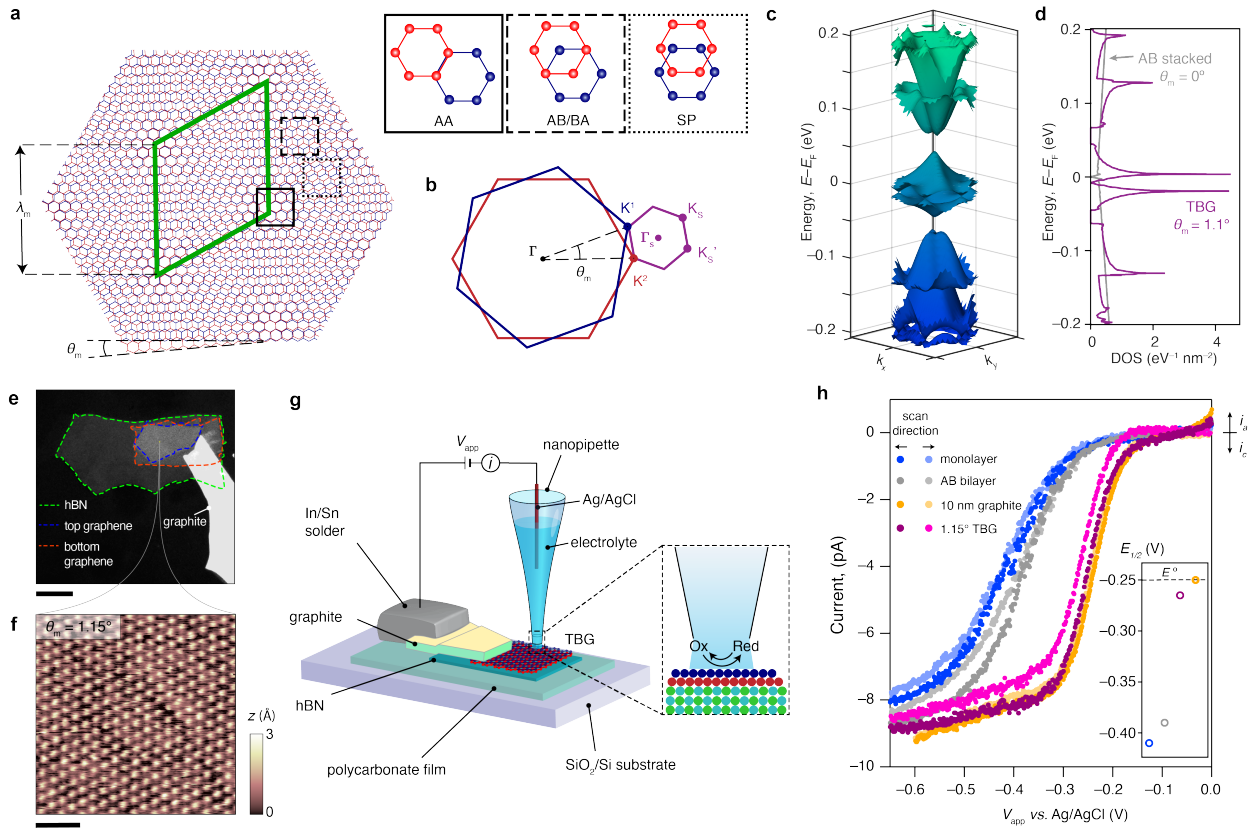 a
λm
θm
AA
AB/BA
SP
b
K¹
Ks
Γs
Γ
θm
Ks'
K²
c
Energy, E–EF (eV)
0.2
0.1
0
−0.1
−0.2
kx
ky
d
Energy, E–EF (eV)
0.2
0.1
0
−0.1
−0.2
AB stacked
θm = 0º
TBG
θm = 1.1°
0 2 4
DOS (eV⁻¹ nm⁻²)
e
hBN
top graphene
bottom
graphene
graphite
f
θm = 1.15°
z (Å)
3
0
g
Vapp
i
nanopipette
Ag/AgCl
electrolyte
In/Sn
solder
graphite
TBG
hBN
polycarbonate film
SiO2/Si substrate
Ox Red
h
scan
direction
monolayer
AB bilayer
10 nm graphite
1.15° TBG
ia
ic
Current, (pA)
0
−2
−4
−6
−8
−10
E1/2 (V)
E°
−0.25
−0.30
−0.35
−0.40
−0.6 −0.5 −0.4 −0.3 −0.2 −0.1 0.0
Vapp vs. Ag/AgCl (V)